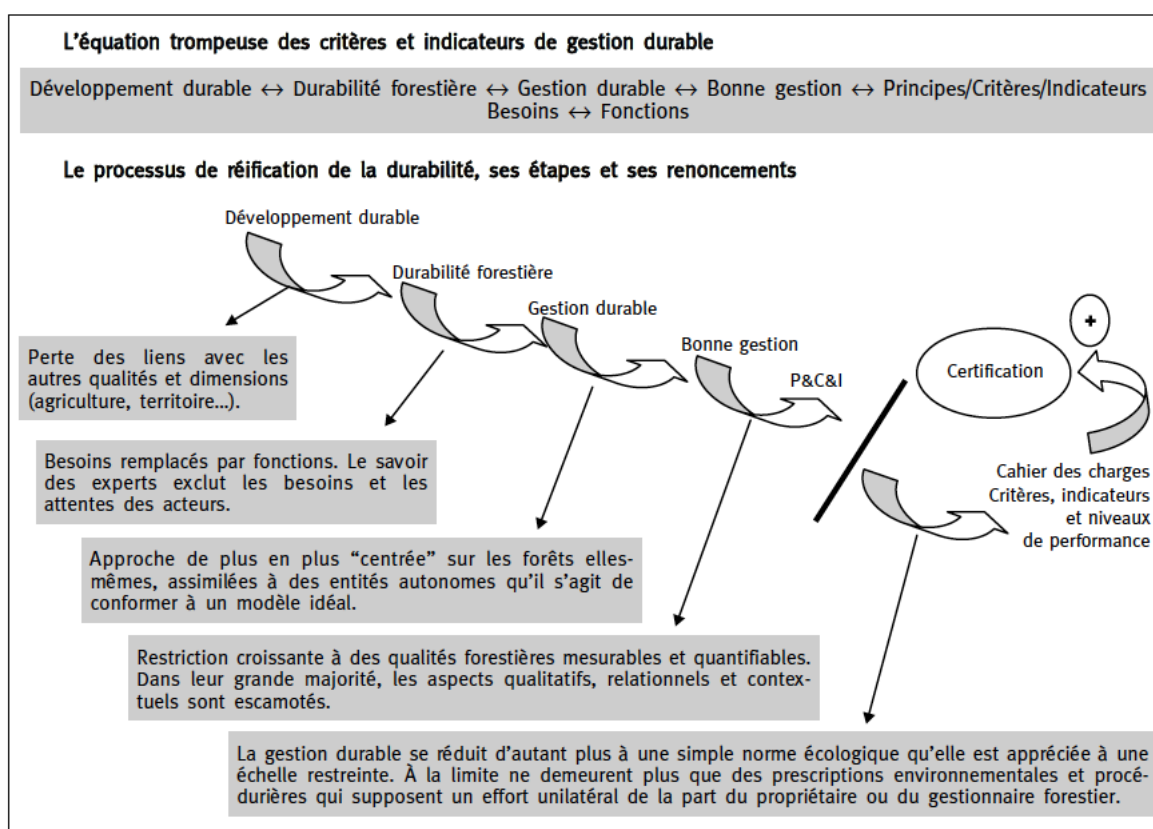 L'équation trompeuse des critères et indicateurs de gestion durable
Développement durable ↔ Durabilité forestière ↔ Gestion durable ↔ Bonne gestion ↔ Principes/Critères/Indicateurs
Besoins ↔ Fonctions
Le processus de réification de la durabilité, ses étapes et ses renoncements
Développement durable
Durabilité forestière
Gestion durable
Bonne gestion
P&C&I
+
Certification
Cahier des charges
Critères, indicateurs
et niveaux
de performance
Perte des liens avec les
autres qualités et dimensions
(agriculture, territoire...).
Besoins remplacés par fonctions. Le savoir
des experts exclut les besoins et les
attentes des acteurs.
Approche de plus en plus “centrée” sur les forêts elles-
mêmes, assimilées à des entités autonomes qu'il s'agit de
conformer à un modèle idéal.
Restriction croissante à des qualités forestières mesurables et quantifiables.
Dans leur grande majorité, les aspects qualitatifs, relationnels et contex-
tuels sont escamotés.
La gestion durable se réduit d'autant plus à une simple norme écologique qu'elle est appréciée à une
échelle restreinte. À la limite ne demeurent plus que des prescriptions environnementales et procé-
durières qui supposent un effort unilatéral de la part du propriétaire ou du gestionnaire forestier.